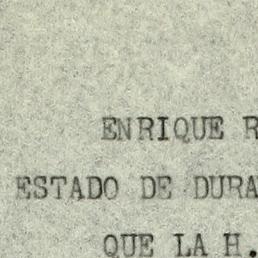 ENRIQUE R
ESTADO DE DURA
QUE LA H.